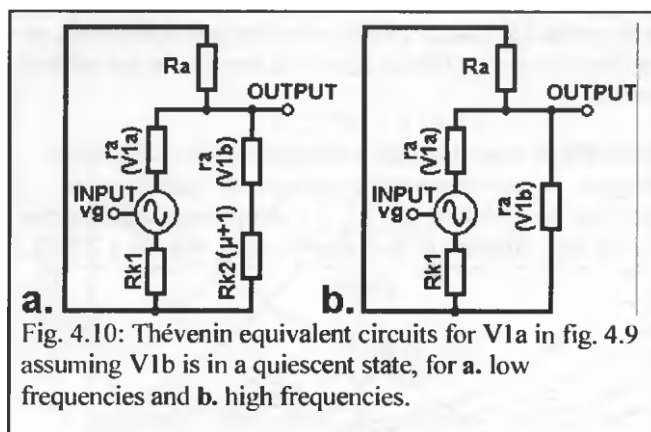 Ra
OUTPUT
ra
(V1a)
ra
(V1b)
INPUT
vg
Rk1
Rk2 (µ+1)
a.
Ra
OUTPUT
ra
(V1a)
INPUT
vg
Rk1
ra
(V1b)
b.
Fig. 4.10: Thévenin equivalent circuits for V1a in fig. 4.9
assuming V1b is in a quiescent state, for a. low
frequencies and b. high frequencies.